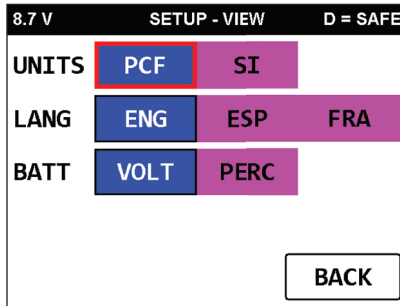 8.7 V SETUP - VIEW D = SAFE
UNITS PCF SI
LANG ENG ESP FRA
BATT VOLT PERC
BACK